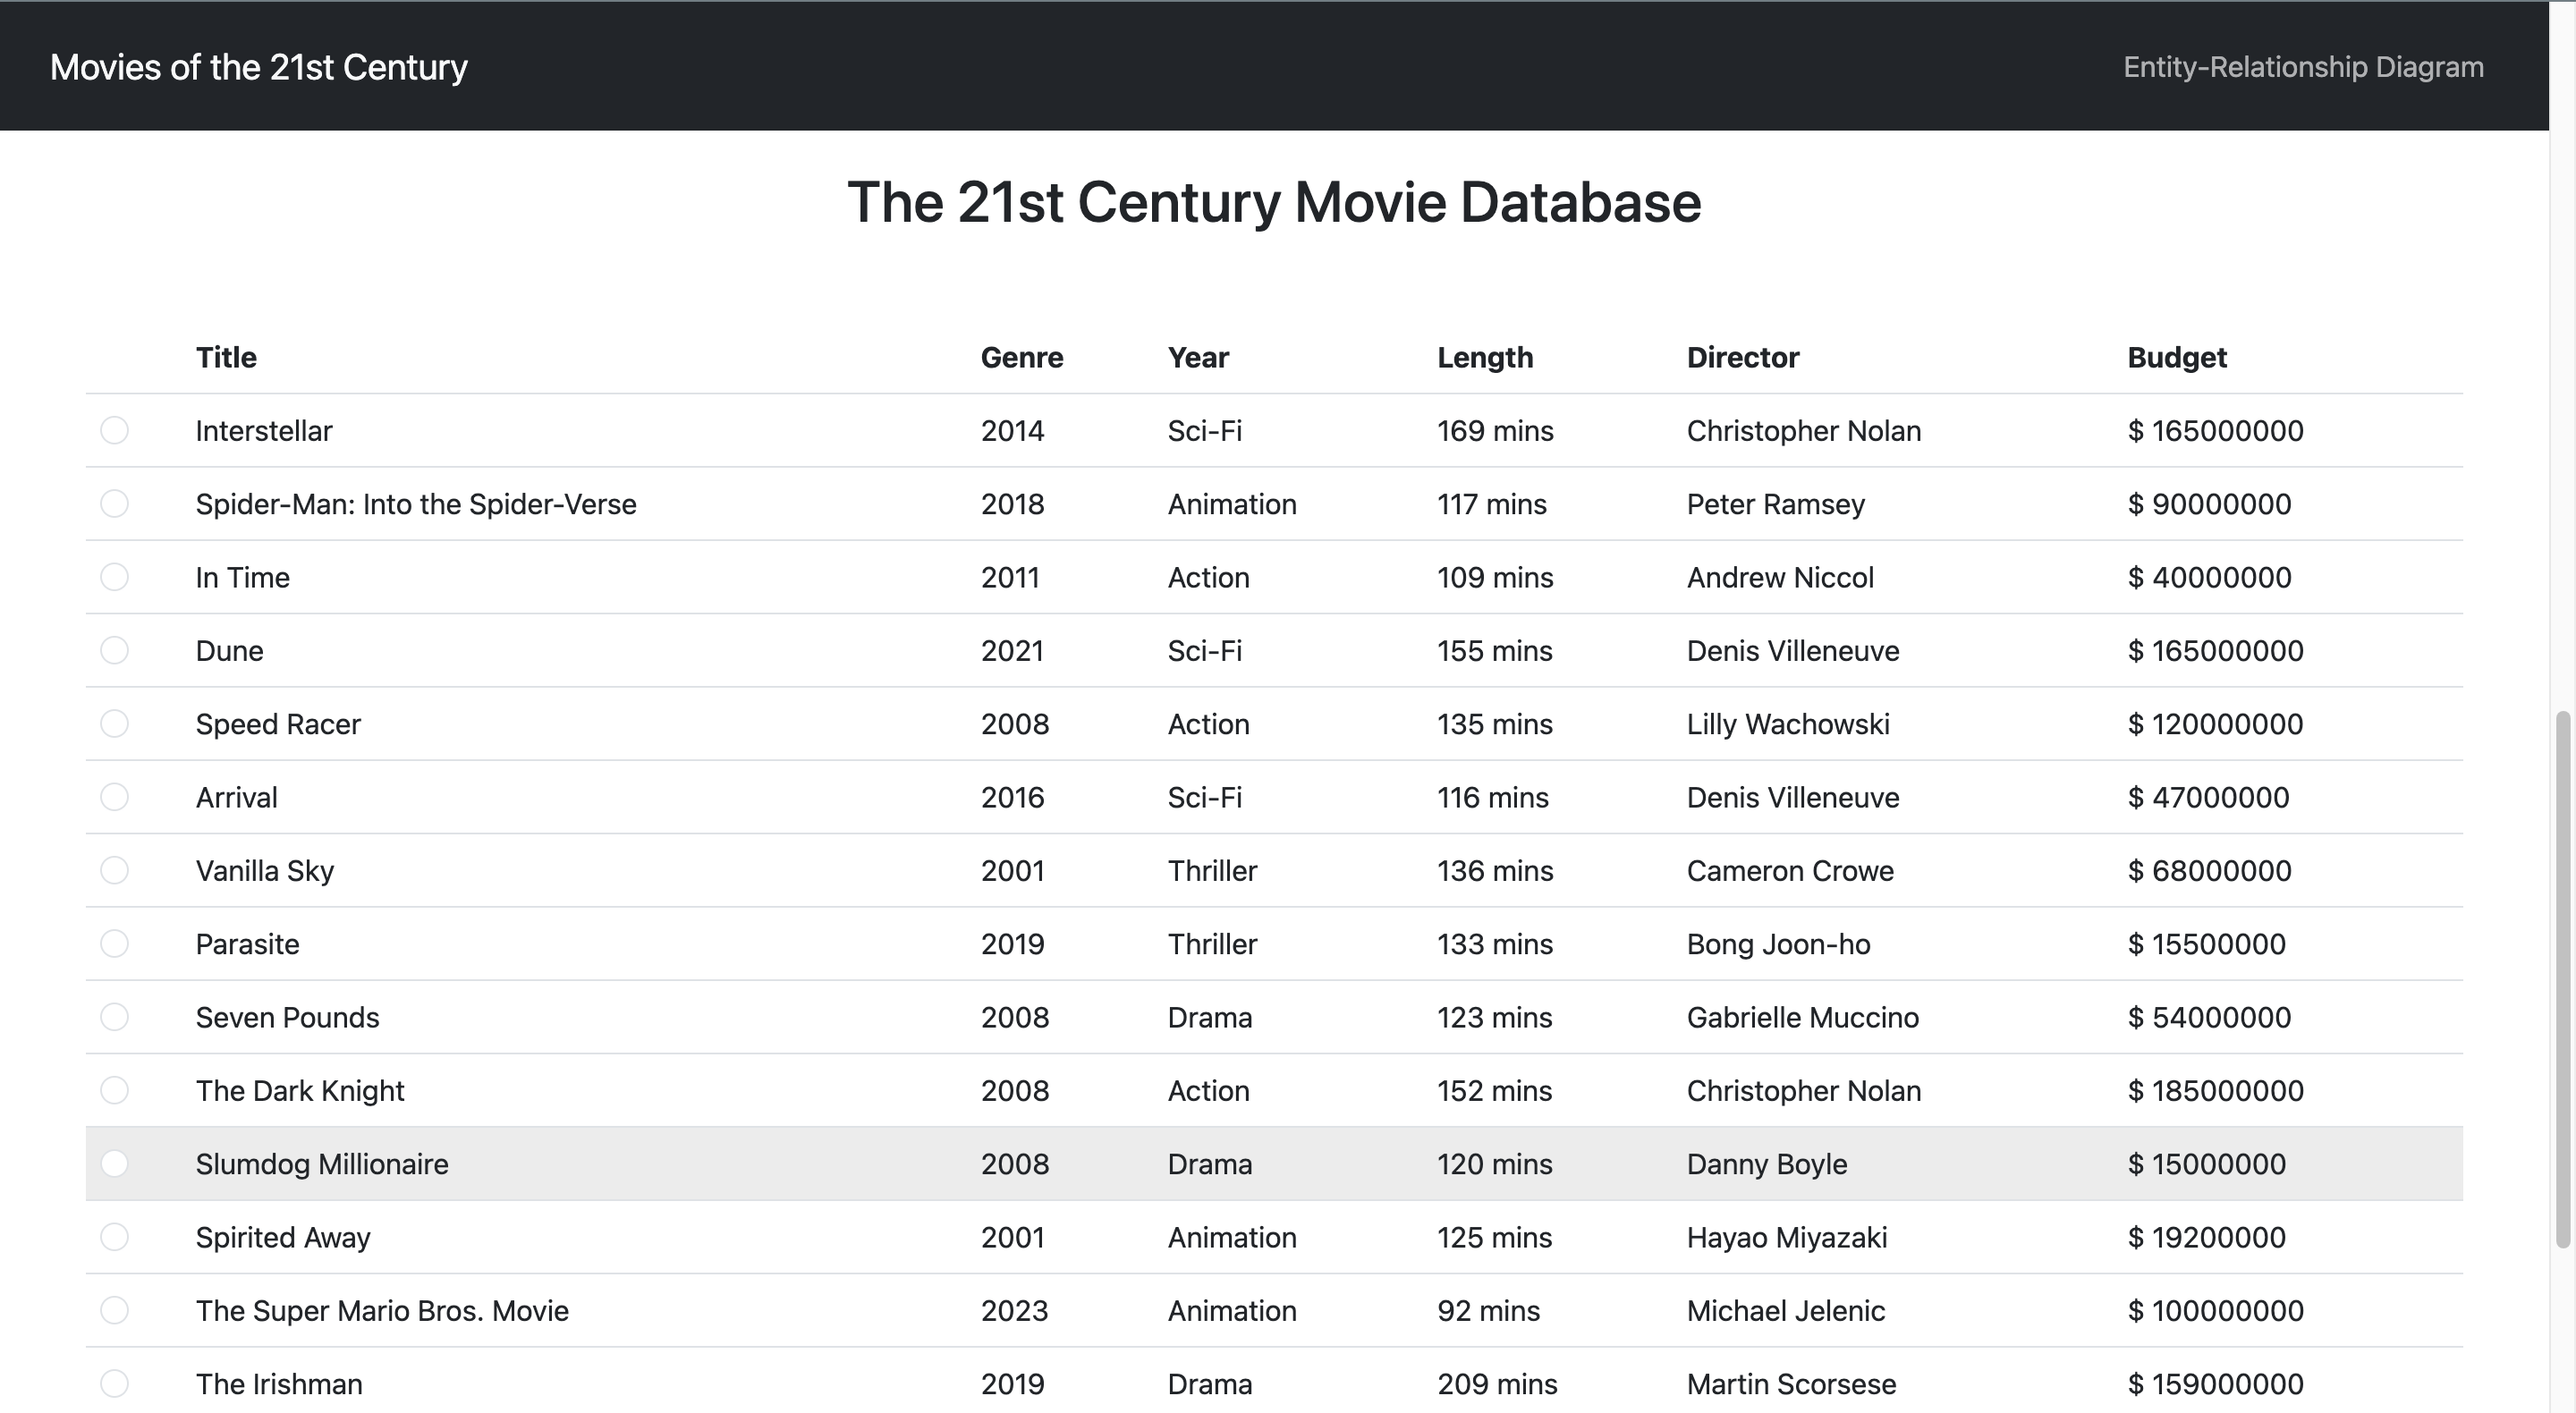 Movies of the 21st Century Entity-Relationship Diagram
The 21st Century Movie Database
Title Genre Year Length Director Budget
Interstellar 2014 Sci-Fi 169 mins Christopher Nolan $ 165000000
Spider-Man: Into the Spider-Verse 2018 Animation 117 mins Peter Ramsey $ 90000000
In Time 2011 Action 109 mins Andrew Niccol $ 40000000
Dune 2021 Sci-Fi 155 mins Denis Villeneuve $ 165000000
Speed Racer 2008 Action 135 mins Lilly Wachowski $ 120000000
Arrival 2016 Sci-Fi 116 mins Denis Villeneuve $ 47000000
Vanilla Sky 2001 Thriller 136 mins Cameron Crowe $ 68000000
Parasite 2019 Thriller 133 mins Bong Joon-ho $ 15500000
Seven Pounds 2008 Drama 123 mins Gabrielle Muccino $ 54000000
The Dark Knight 2008 Action 152 mins Christopher Nolan $ 185000000
Slumdog Millionaire 2008 Drama 120 mins Danny Boyle $ 15000000
Spirited Away 2001 Animation 125 mins Hayao Miyazaki $ 19200000
The Super Mario Bros. Movie 2023 Animation 92 mins Michael Jelenic $ 100000000
The Irishman 2019 Drama 209 mins Martin Scorsese $ 159000000